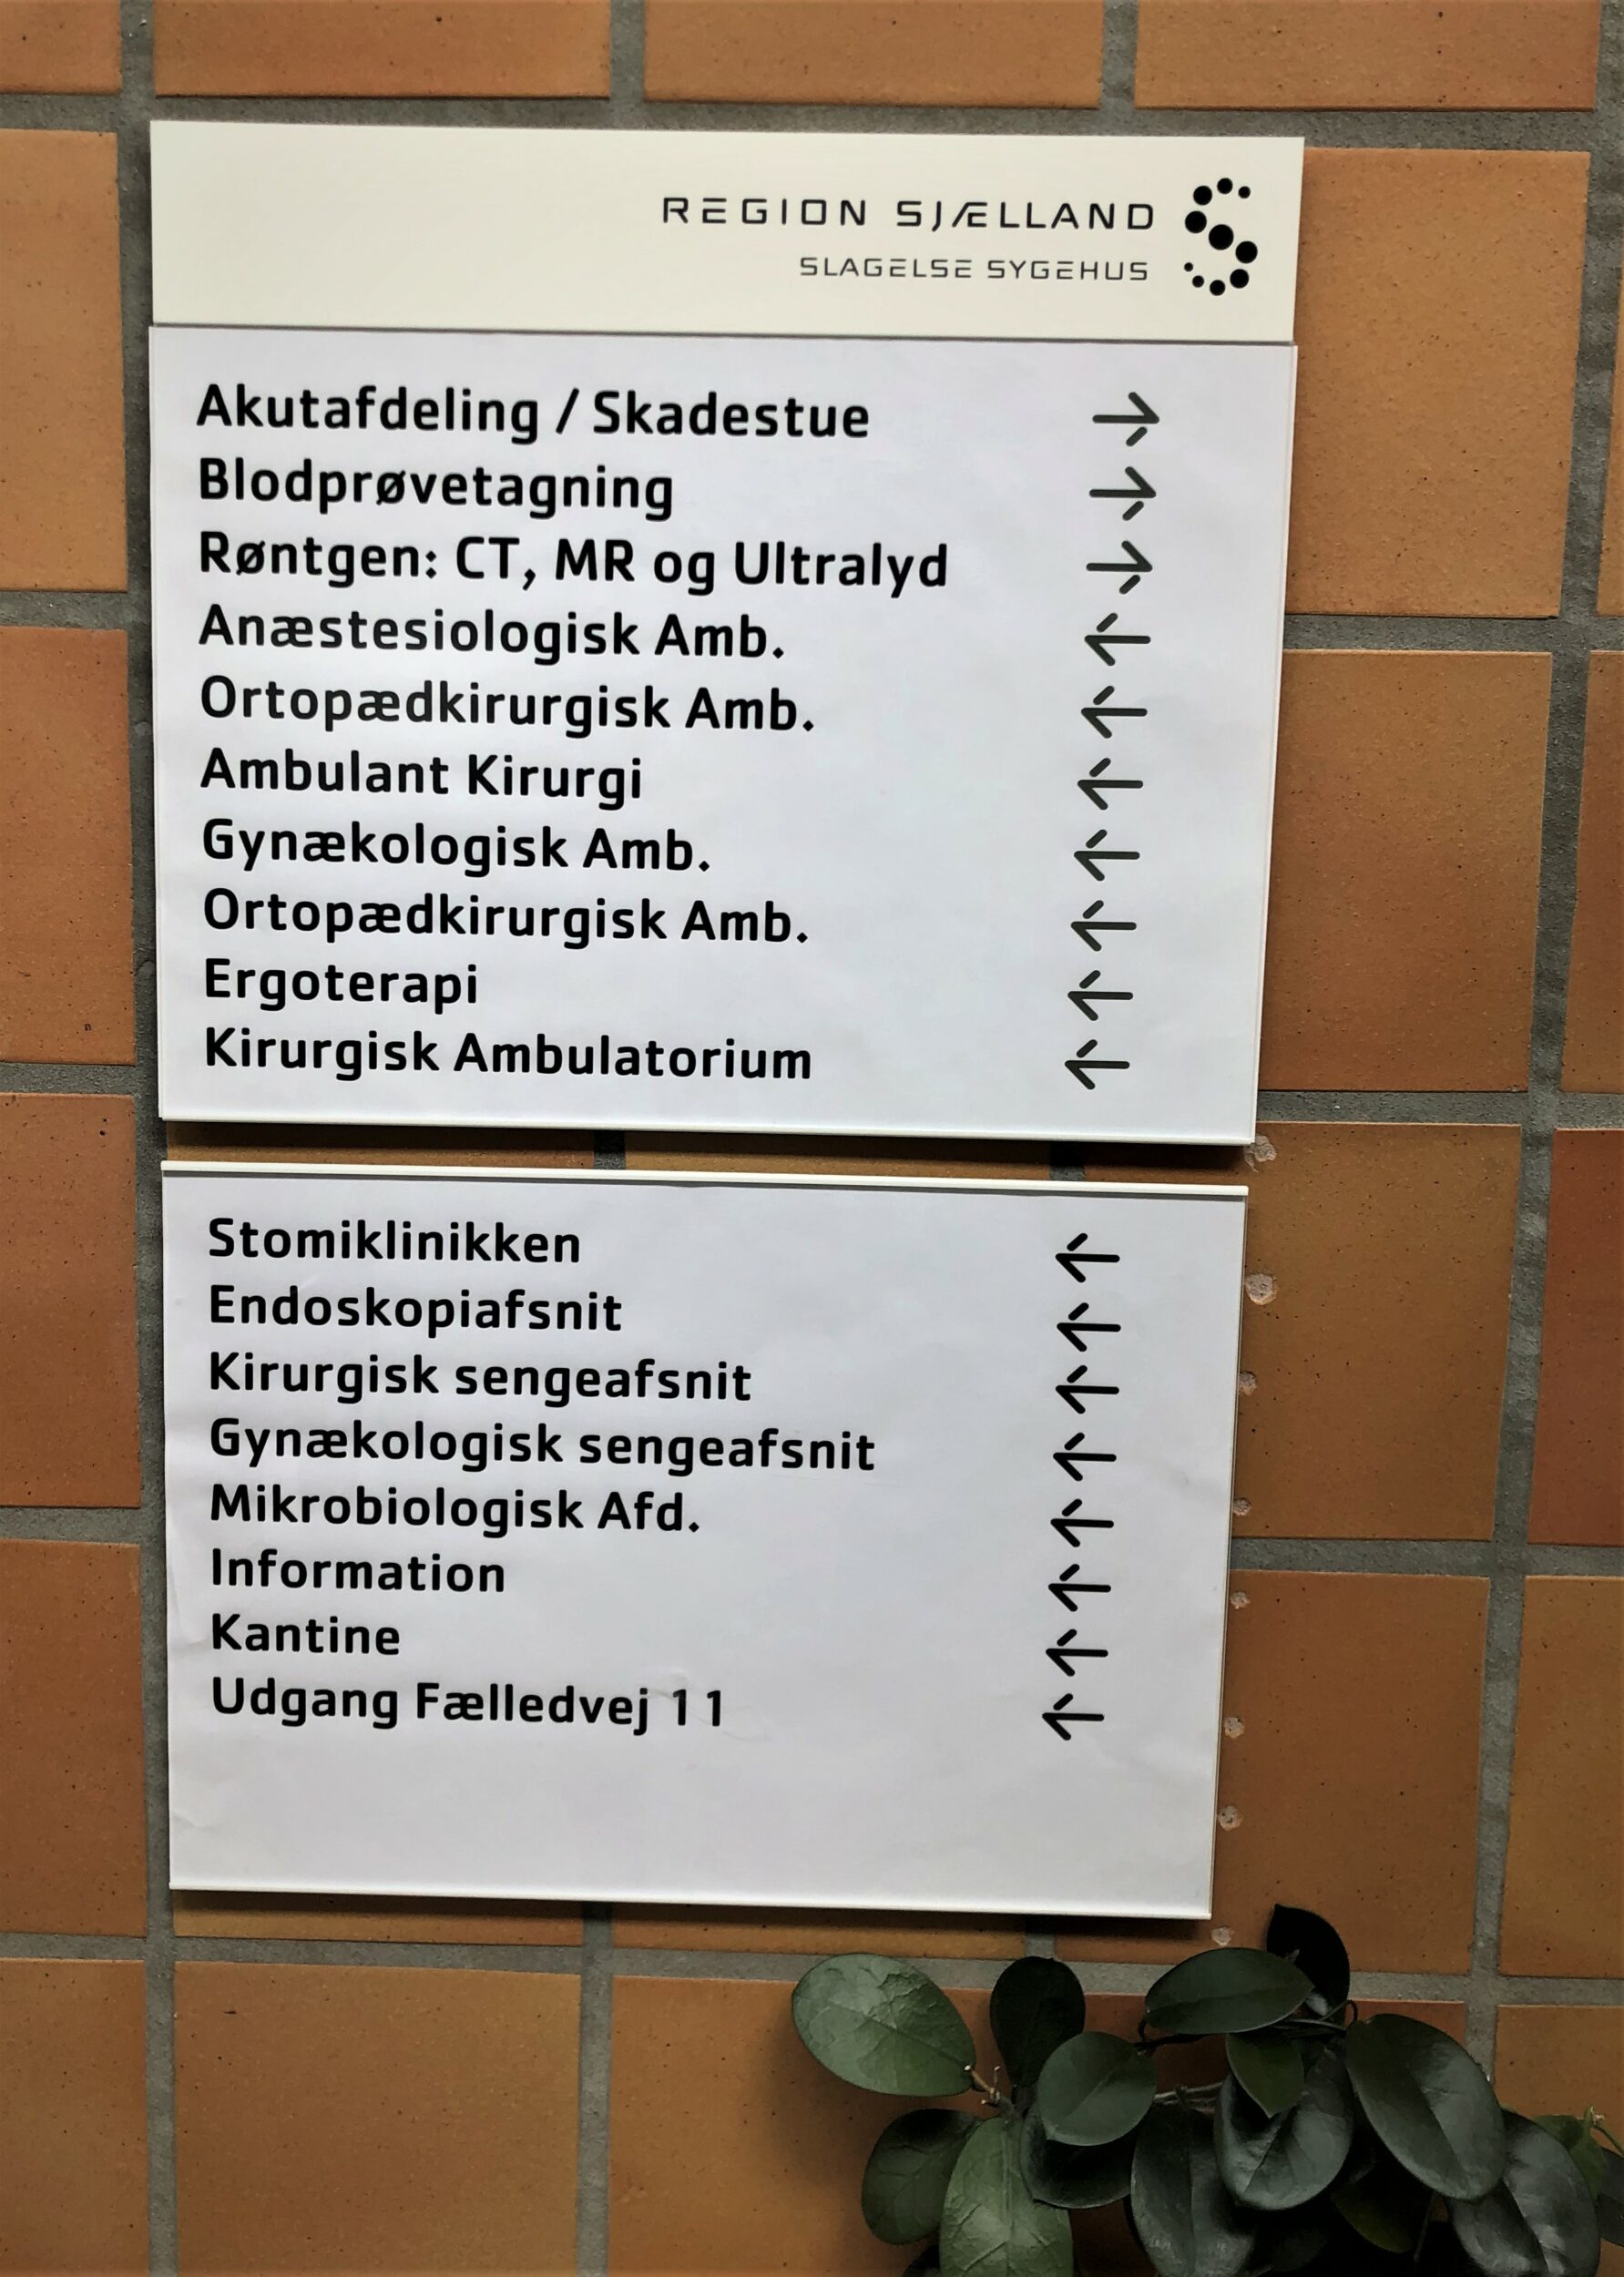 REGION SJÆLLAND
SLAGELSE SYGEHUS
Akutafdeling / Skadestue →
Blodprøvetagning →
Røntgen: CT, MR og Ultralyd →
Anæstesiologisk Amb. ←
Ortopædkirurgisk Amb. ←
Ambulant Kirurgi ←
Gynækologisk Amb. ←
Ortopædkirurgisk Amb. ←
Ergoterapi ←
Kirurgisk Ambulatorium ←
Stomiklinikken ←
Endoskopiafsnit ←
Kirurgisk sengeafsnit ←
Gynækologisk sengeafsnit ←
Mikrobiologisk Afd. ←
Information ←
Kantine ←
Udgang Fælledvej 11 ←